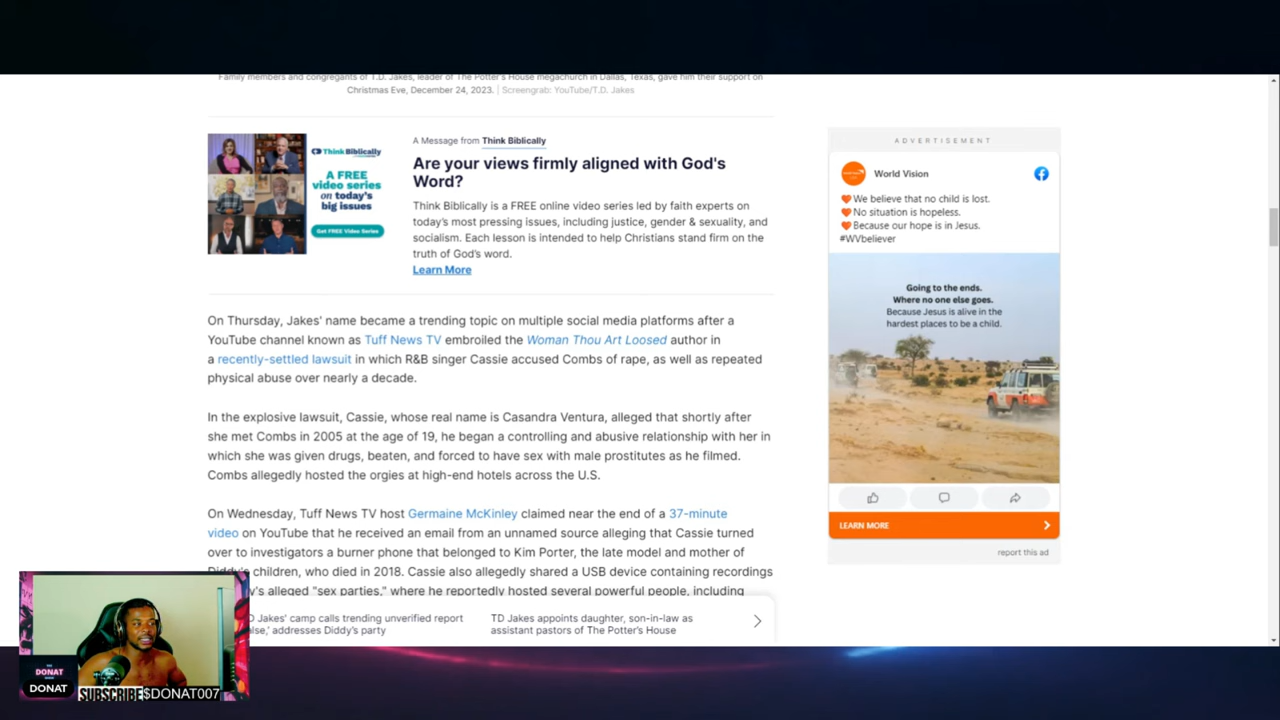 Family members and congregants of T.D. Jakes, leader of The Potter's House megachurch in Dallas, Texas, gave him their support on
Christmas Eve, December 24, 2023. | Screengrab: YouTube/T.D. Jakes
Think Biblically
A FREE
video series
on today's
big issues
Get FREE Video Series
A Message from Think Biblically
Are your views firmly aligned with God's
Word?
Think Biblically is a FREE online video series led by faith experts on
today's most pressing issues, including justice, gender & sexuality, and
socialism. Each lesson is intended to help Christians stand firm on the
truth of God's word.
Learn More
On Thursday, Jakes' name became a trending topic on multiple social media platforms after a
YouTube channel known as Tuff News TV embroiled the Woman Thou Art Loosed author in
a recently-settled lawsuit in which R&B singer Cassie accused Combs of rape, as well as repeated
physical abuse over nearly a decade.
In the explosive lawsuit, Cassie, whose real name is Casandra Ventura, alleged that shortly after
she met Combs in 2005 at the age of 19, he began a controlling and abusive relationship with her in
which she was given drugs, beaten, and forced to have sex with male prostitutes as he filmed.
Combs allegedly hosted the orgies at high-end hotels across the U.S.
On Wednesday, Tuff News TV host Germaine McKinley claimed near the end of a 37-minute
video on YouTube that he received an email from an unnamed source alleging that Cassie turned
over to investigators a burner phone that belonged to Kim Porter, the late model and mother of
Diddy's children, who died in 2018. Cassie also allegedly shared a USB device containing recordings
alleged "sex parties," where he reportedly hosted several powerful people, including
Jakes' camp calls trending unverified report
addresses Diddy's party
TD Jakes appoints daughter, son-in-law as
assistant pastors of The Potter's House
ADVERTISEMENT
World Vision
We believe that no child is lost.
No situation is hopeless.
Because our hope is in Jesus.
#WVbeliever
Going to the ends.
Where no one else goes.
Because Jesus is alive in the
hardest places to be a child.
LEARN MORE
report this ad
DONAT
DONAT
SUBSCRIBE $DONAT007